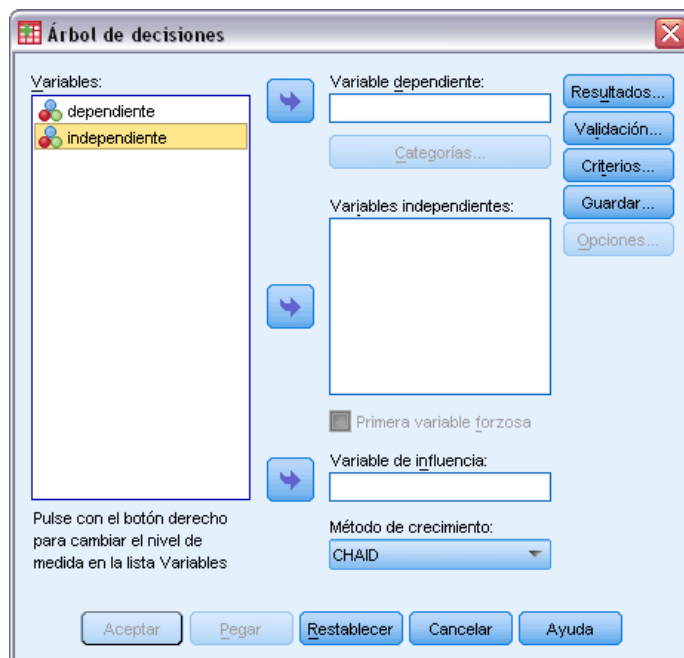 Árbol de decisiones
Variables:
dependiente
independiente
Pulse con el botón derecho
para cambiar el nivel de
medida en la lista Variables
Variable dependiente:
Categorías...
Variables independientes:
Primera variable forzosa
Variable de influencia:
Método de crecimiento:
CHAID
Resultados...
Validación...
Criterios...
Guardar...
Opciones...
Aceptar
Pegar
Restablecer
Cancelar
Ayuda